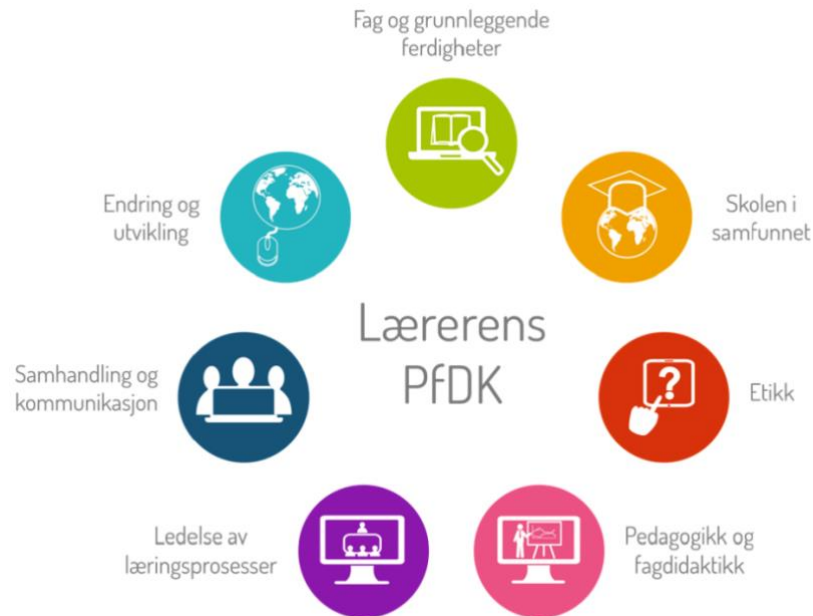 Fag og grunnleggende
ferdigheter
Skolen i
samfunnet
Etikk
Pedagogikk og
fagdidaktikk
Ledelse av
læringsprosesser
Samhandling og
kommunikasjon
Endring og
utvikling
Lærerens
PfDK
?